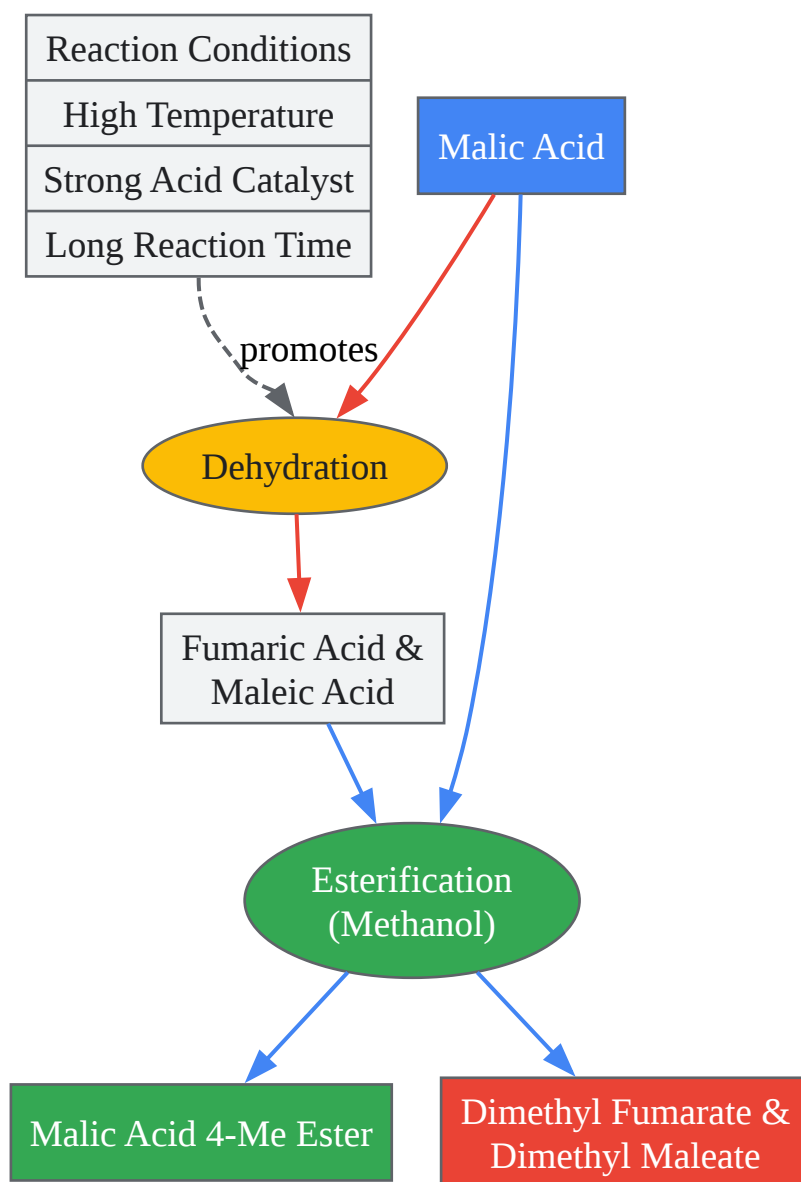 Reaction Conditions
High Temperature
Strong Acid Catalyst
Long Reaction Time
Malic Acid
promotes
Dehydration
Fumaric Acid &
Maleic Acid
Esterification
(Methanol)
Malic Acid 4-Me Ester
Dimethyl Fumarate &
Dimethyl Maleate